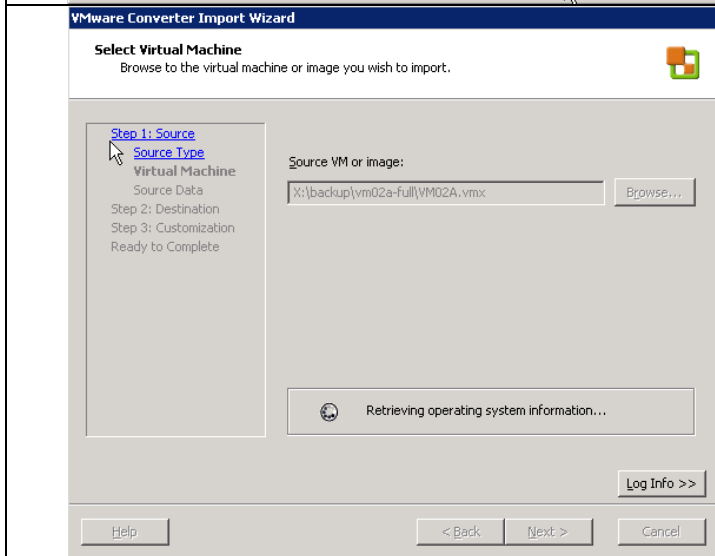 VMware Converter Import Wizard
Select Virtual Machine
Browse to the virtual machine or image you wish to import.
Step 1: Source
Source Type
Virtual Machine
Source Data
Step 2: Destination
Step 3: Customization
Ready to Complete
Source VM or image:
X:\backup\vm02a-full\VM02A.vmx
Browse...
Retrieving operating system information...
Log Info >>
Help
< Back
Next >
Cancel